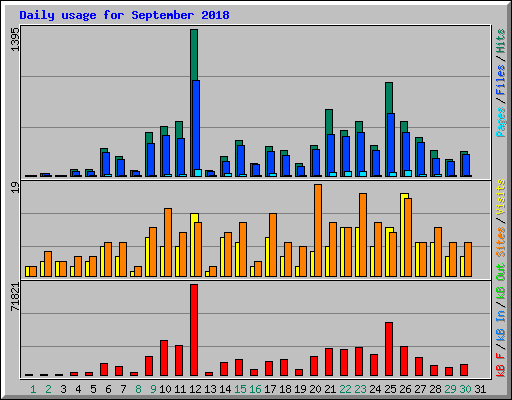 Daily usage for September 2018
1395
Pages / Files / Hits
19
Sites / Visits
71821
kB F / kB In / kB Out
1 2 3 4 5 6 7 8 9 10 11 12 13 14 15 16 17 18 19 20 21 22 23 24 25 26 27 28 29 30 31